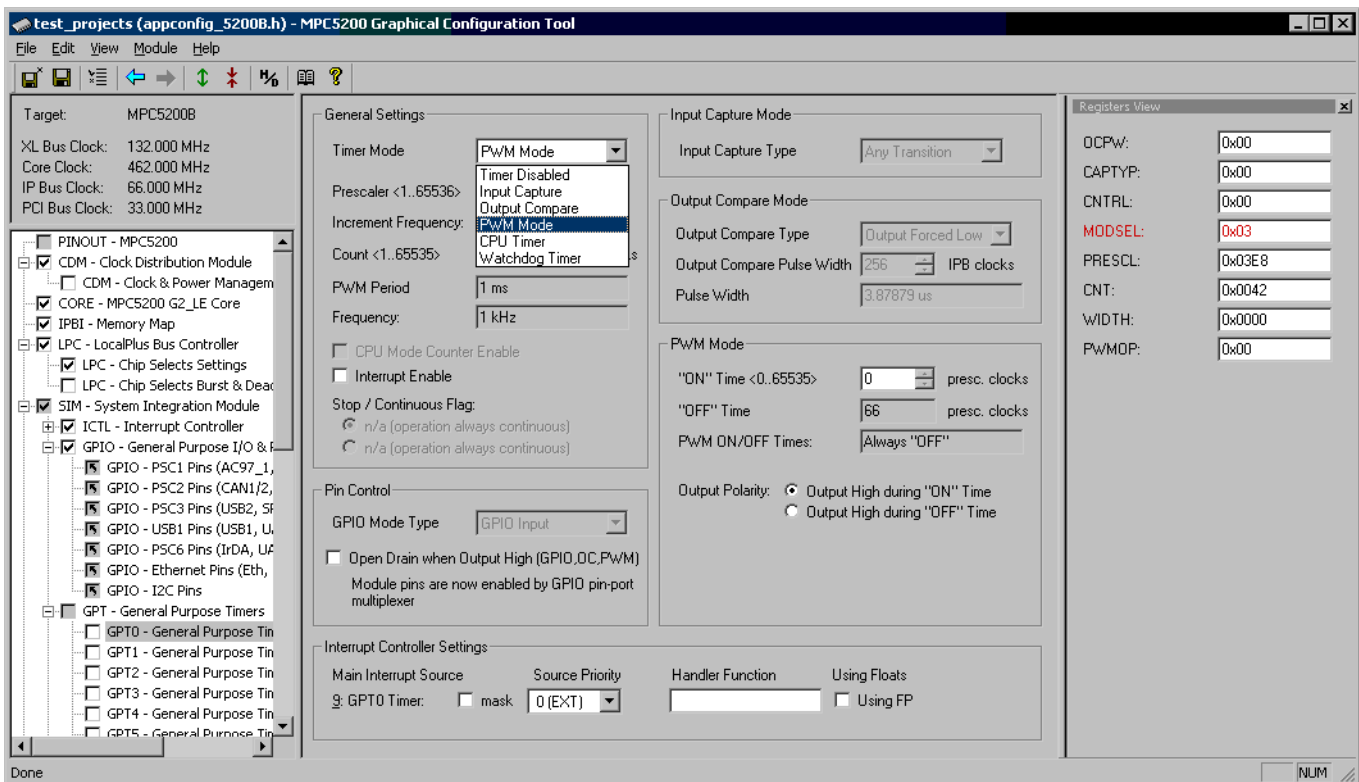 test_projects (appconfig_5200B.h) - MPC5200 Graphical Configuration Tool
File Edit View Module Help
H/D
Target: MPC5200B
XL Bus Clock: 132.000 MHz
Core Clock: 462.000 MHz
IP Bus Clock: 66.000 MHz
PCI Bus Clock: 33.000 MHz
PINOUT - MPC5200
CDM - Clock Distribution Module
CDM - Clock & Power Managem
CORE - MPC5200 G2_LE Core
IPBI - Memory Map
LPC - LocalPlus Bus Controller
LPC - Chip Selects Settings
LPC - Chip Selects Burst & Dead
SIM - System Integration Module
ICTL - Interrupt Controller
GPIO - General Purpose I/O & P
GPIO - PSC1 Pins (AC97_1,
GPIO - PSC2 Pins (CAN1/2,
GPIO - PSC3 Pins (USB2, SP
GPIO - USB1 Pins (USB1, UA
GPIO - PSC6 Pins (IrDA, UA
GPIO - Ethernet Pins (Eth,
GPIO - I2C Pins
GPT - General Purpose Timers
GPT0 - General Purpose Tin
GPT1 - General Purpose Tin
GPT2 - General Purpose Tin
GPT3 - General Purpose Tin
GPT4 - General Purpose Tin
GPT5 - General Purpose Tin
General Settings
Timer Mode PWM Mode
Timer Disabled
Input Capture
Output Compare
PWM Mode
CPU Timer
Watchdog Timer
Prescaler <1..65536>
Increment Frequency:
Count <1..65535> s
PWM Period 1 ms
Frequency: 1 kHz
CPU Mode Counter Enable
Interrupt Enable
Stop / Continuous Flag:
n/a (operation always continuous)
n/a (operation always continuous)
Pin Control
GPIO Mode Type GPIO Input
Open Drain when Output High (GPIO,OC,PWM)
Module pins are now enabled by GPIO pin-port
multiplexer
Input Capture Mode
Input Capture Type Any Transition
Output Compare Mode
Output Compare Type Output Forced Low
Output Compare Pulse Width 256 IPB clocks
Pulse Width 3.87879 us
PWM Mode
"ON" Time <0..65535> 0 presc. clocks
"OFF" Time 66 presc. clocks
PWM ON/OFF Times: Always "OFF"
Output Polarity: Output High during "ON" Time
Output High during "OFF" Time
Interrupt Controller Settings
Main Interrupt Source Source Priority Handler Function Using Floats
9: GPT0 Timer: mask 0 (EXT) Using FP
Registers View
OCPW: 0x00
CAPTYP: 0x00
CNTRL: 0x00
MODSEL: 0x03
PRESCL: 0x03E8
CNT: 0x0042
WIDTH: 0x0000
PWMOP: 0x00
Done NUM